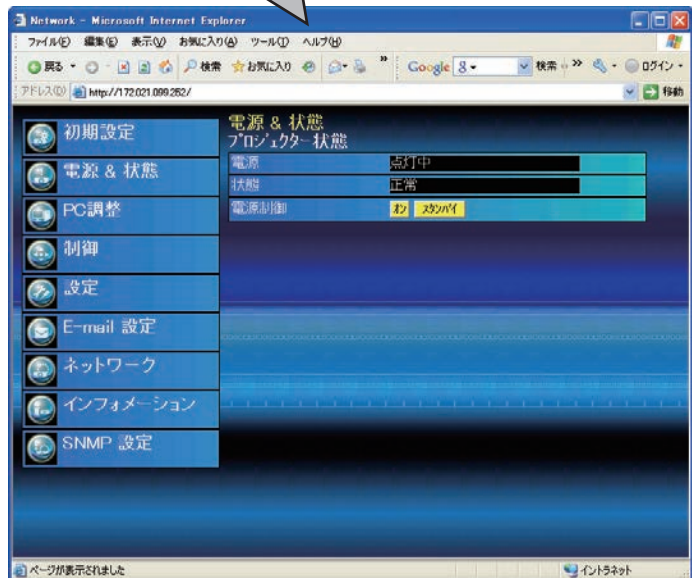 Network - Microsoft Internet Explorer
ファイル(F) 編集(E) 表示(V) お気に入り(A) ツール(T) ヘルプ(H)
戻る 検索 お気に入り » Google 検索 » ログイン
アドレス(D) http://172.021.099.252/ 移動
初期設定
電源 & 状態
PC調整
制御
設定
E-mail 設定
ネットワーク
インフォメーション
SNMP 設定
電源 & 状態
プロジェクター状態
電源 点灯中
状態 正常
電源制御 オン スタンバイ
ページが表示されました イントラネット